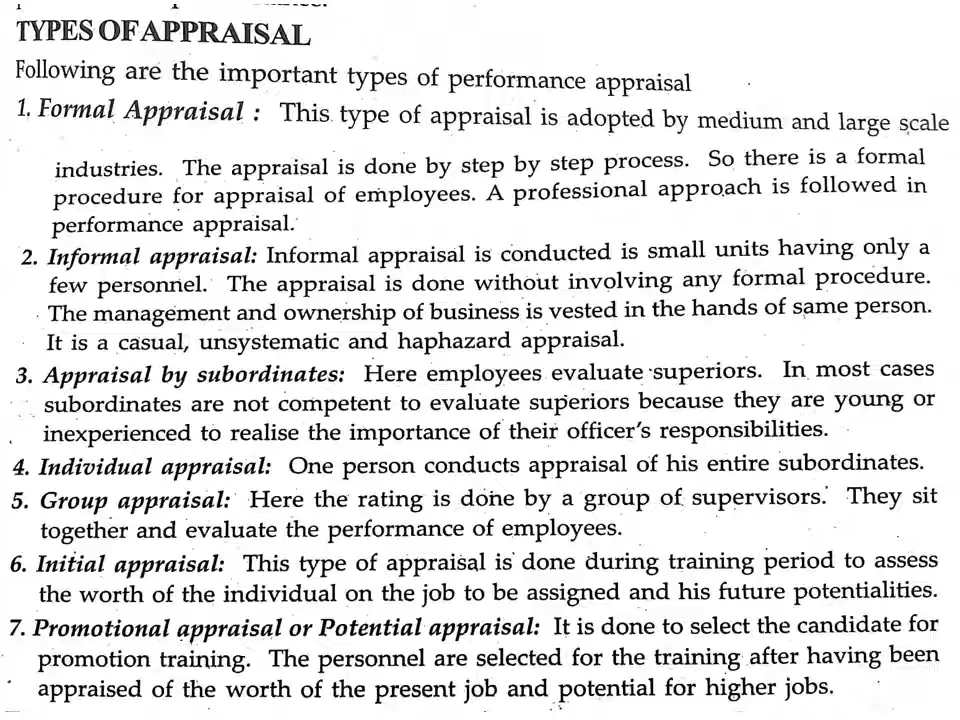 TYPES OF APPRAISAL
Following are the important types of performance appraisal
1. Formal Appraisal : This type of appraisal is adopted by medium and large scale
industries. The appraisal is done by step by step process. So there is a formal
procedure for appraisal of employees. A professional approach is followed in
performance appraisal.
2. Informal appraisal: Informal appraisal is conducted is small units having only a
few personnel. The appraisal is done without involving any formal procedure.
The management and ownership of business is vested in the hands of same person.
It is a casual, unsystematic and haphazard appraisal.
3. Appraisal by subordinates: Here employees evaluate superiors. In most cases
subordinates are not competent to evaluate superiors because they are young or
inexperienced to realise the importance of their officer's responsibilities.
4. Individual appraisal: One person conducts appraisal of his entire subordinates.
5. Group appraisal: Here the rating is done by a group of supervisors. They sit
together and evaluate the performance of employees.
6. Initial appraisal: This type of appraisal is done during training period to assess
the worth of the individual on the job to be assigned and his future potentialities.
7. Promotional appraisal or Potential appraisal: It is done to select the candidate for
promotion training. The personnel are selected for the training after having been
appraised of the worth of the present job and potential for higher jobs.